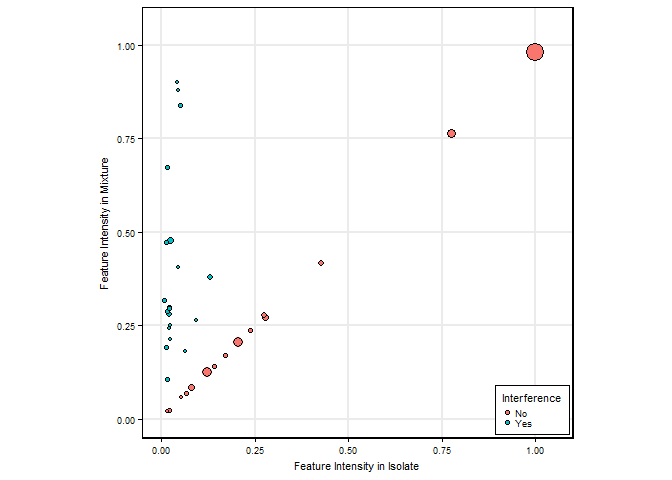 1.00
0.75
0.50
0.25
0.00
Feature Intensity in Mixture
0.00 0.25 0.50 0.75 1.00
Feature Intensity in Isolate
Interference
No
Yes